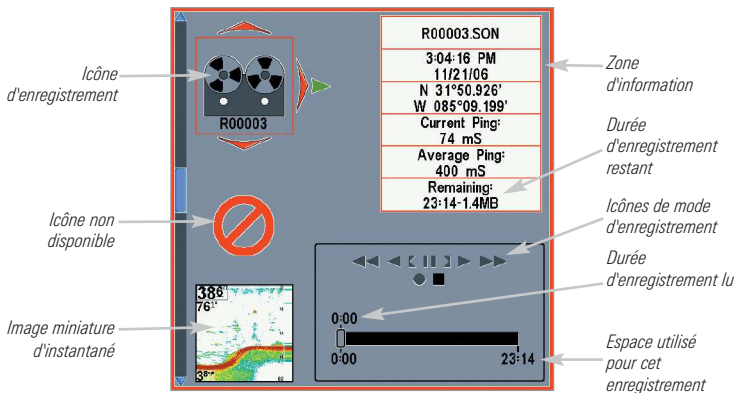 Icône
d'enregistrement
Icône non
disponible
Image miniature
d'instantané
R00003
386'
761°
38
R00003.SON
3:04:16 PM
11/21/06
N 31°50.926'
W 085°09.199'
Current Ping:
74 mS
Average Ping:
400 mS
Remaining:
23:14-1.4MB
0:00
0:00
23:14
Zone
d'information
Durée
d'enregistrement
restant
Icônes de mode
d'enregistrement
Durée
d'enregistrement lu
Espace utilisé
pour cet
enregistrement